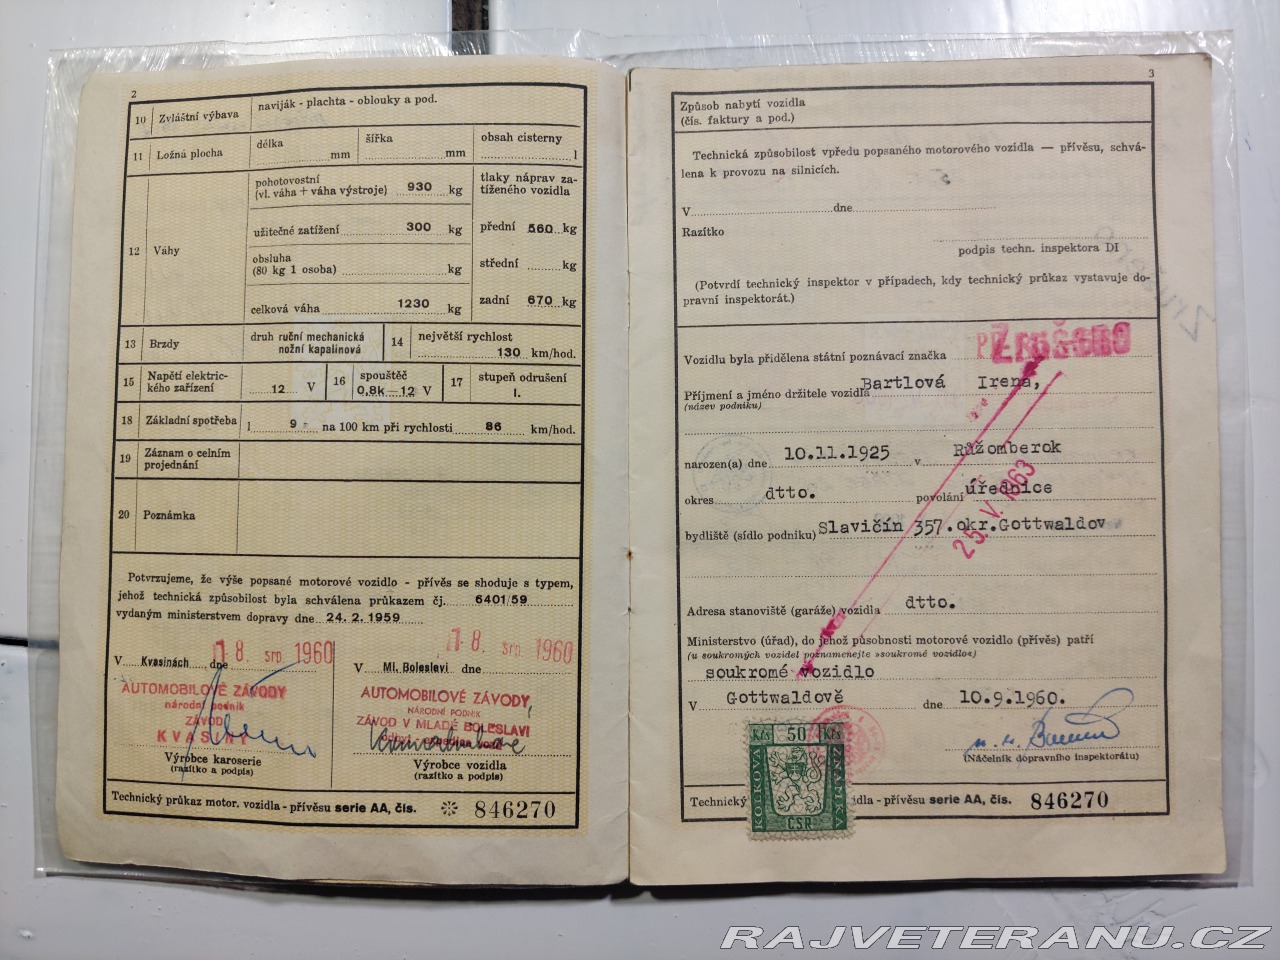 2
10 Zvláštní výbava naviják - plachta - oblouky a pod.
11 Ložná plocha délka mm šířka mm obsah cisterny l
12 Váhy
pohotovostní
(vl. váha + váha výstroje) 930 kg
užitečné zatížení 300 kg
obsluha
(80 kg 1 osoba) kg
celková váha 1230 kg
tlaky náprav za-
tíženého vozidla
přední 560 kg
střední kg
zadní 670 kg
13 Brzdy druh ruční mechanická
nožní kapalinová
14 největší rychlost
130 km/hod.
15 Napětí elektric-
kého zařízení 12 V
16 spouštěč
0,8k—12 V
17 stupeň odrušení
I.
18 Základní spotřeba l 9 - na 100 km při rychlosti 86 km/hod.
19 Záznam o celním
projednání
20 Poznámka
Potvrzujeme, že výše popsané motorové vozidlo - přívěs se shoduje s typem,
jehož technická způsobilost byla schválena průkazem čj. 6401/59
vydaným ministerstvem dopravy dne 24. 2. 1959
V Kvasinách dne 18. srp 1960
AUTOMOBILOVÉ ZÁVODY
národní podnik
ZÁVOD
KVASINY
Výrobce karoserie
(razítko a podpis)
V Ml. Boleslavi dne 18. srp 1960
AUTOMOBILOVÉ ZÁVODY,
NÁRODNÍ PODNIK
ZÁVOD V MLADÉ BOLESLAVI
Výrobce vozidla
(razítko a podpis)
Technický průkaz motor. vozidla - přívěsu serie AA, čís. 846270
3
Způsob nabytí vozidla
(čís. faktury a pod.)
Technická způsobilost vpředu popsaného motorového vozidla — přívěsu, schvá-
lena k provozu na silnicích.
V dne
Razítko
podpis techn. inspektora DI
(Potvrdí technický inspektor v případech, kdy technický průkaz vystavuje do-
pravní inspektorát.)
Vozidlu byla přidělena státní poznávací značka
Příjmení a jméno držitele vozidla Bartlová Irena,
(název podniku)
narozen(a) dne 10.11.1925 v Růžomberok
okres dtto. povolání úřednice
bydliště (sídlo podniku) Slavičín 357.okr.Gottwaldov
25. V. 1963
Adresa stanoviště (garáže) vozidla dtto.
Ministerstvo (úřad), do jehož působnosti motorové vozidlo (přívěs) patří
(u soukromých vozidel poznamenejte »soukromé vozidlo«)
soukromé vozidlo
V Gottwaldově dne 10.9.1960.
(Náčelník dopravního inspektorátu)
Kčs 50 Kčs
KOLKOVÁ
ZNÁMKA
ČSR
Technický
idla - přívěsu serie AA, čís. 846270
RAJVETERANU.CZ